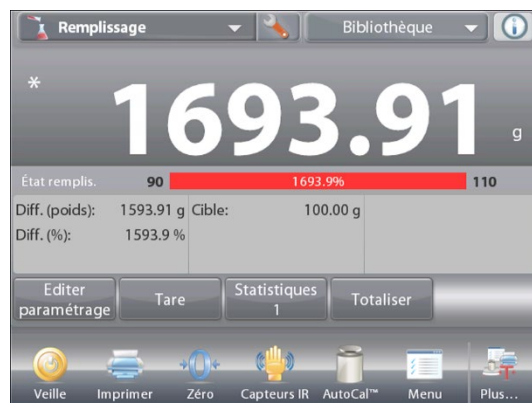 Remplissage
Bibliothèque
*
1693.91 g
État remplis. 90 1693.9% 110
Diff. (poids): 1593.91 g Cible: 100.00 g
Diff. (%): 1593.9 %
Editer paramétrage
Tare
Statistiques 1
Totaliser
Veille Imprimer Zéro Capteurs IR AutoCal™ Menu Plus...